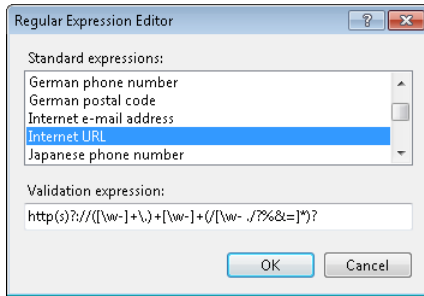 Regular Expression Editor
Standard expressions:
German phone number
German postal code
Internet e-mail address
Internet URL
Japanese phone number
Validation expression:
http(s)?://([\w-]+\.)+[\w-]+(/[\w- ./?%&=]*)?
OK Cancel